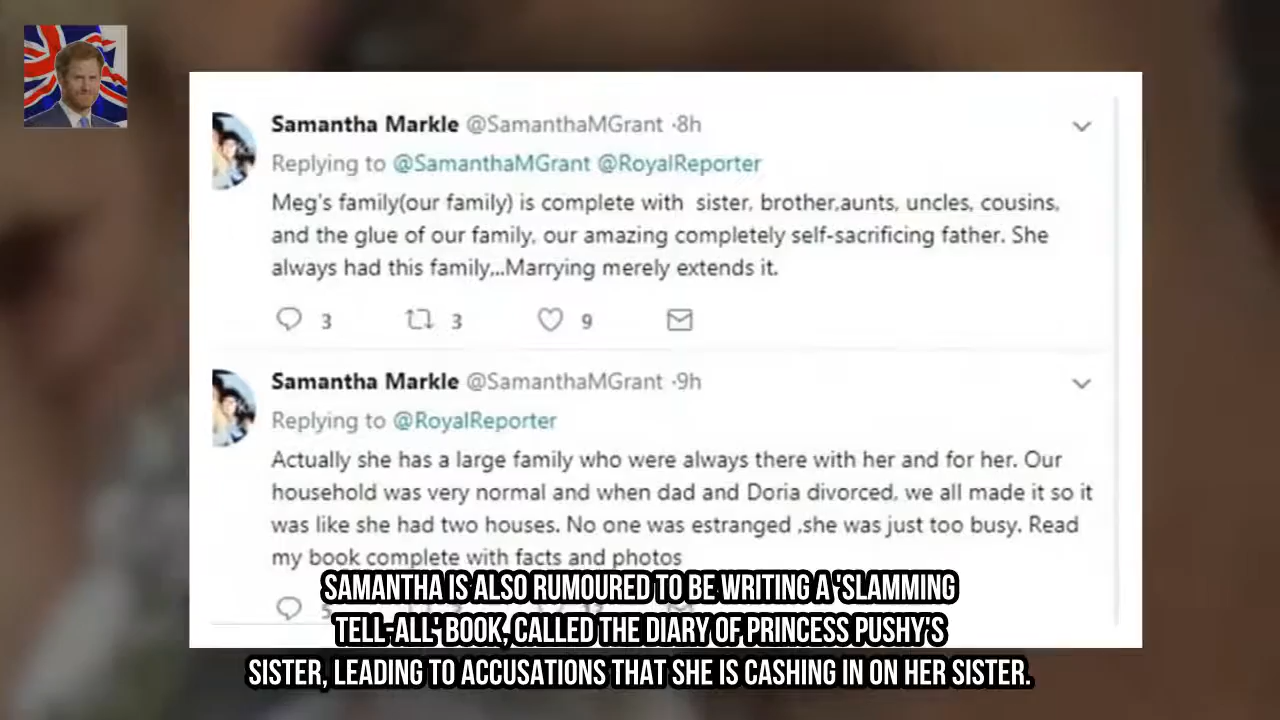 Samantha Markle @SamanthaMGrant ·8h
Replying to @SamanthaMGrant @RoyalReporter
Meg's family(our family) is complete with sister, brother,aunts, uncles, cousins,
and the glue of our family, our amazing completely self-sacrificing father. She
always had this family,..Marrying merely extends it.
3 3 9
Samantha Markle @SamanthaMGrant ·9h
Replying to @RoyalReporter
Actually she has a large family who were always there with her and for her. Our
household was very normal and when dad and Doria divorced, we all made it so it
was like she had two houses. No one was estranged ,she was just too busy. Read
my book complete with facts and photos
SAMANTHA IS ALSO RUMOURED TO BE WRITING A 'SLAMMING
TELL-ALL' BOOK, CALLED THE DIARY OF PRINCESS PUSHY'S
SISTER, LEADING TO ACCUSATIONS THAT SHE IS CASHING IN ON HER SISTER.